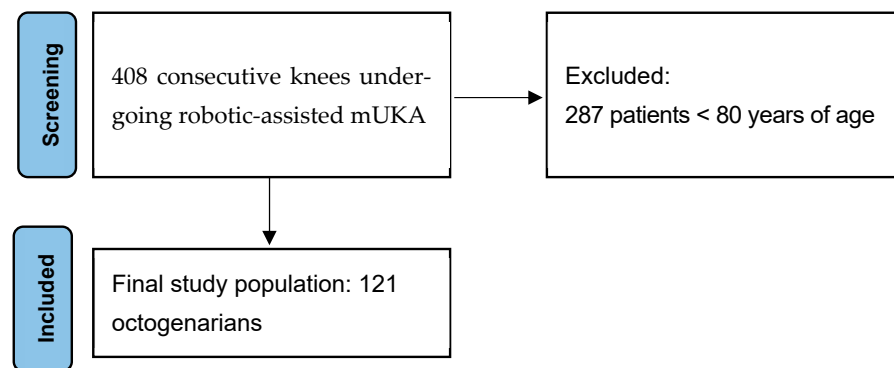 Screening
408 consecutive knees under-
going robotic-assisted mUKA
Excluded:
287 patients < 80 years of age
Included
Final study population: 121
octogenarians